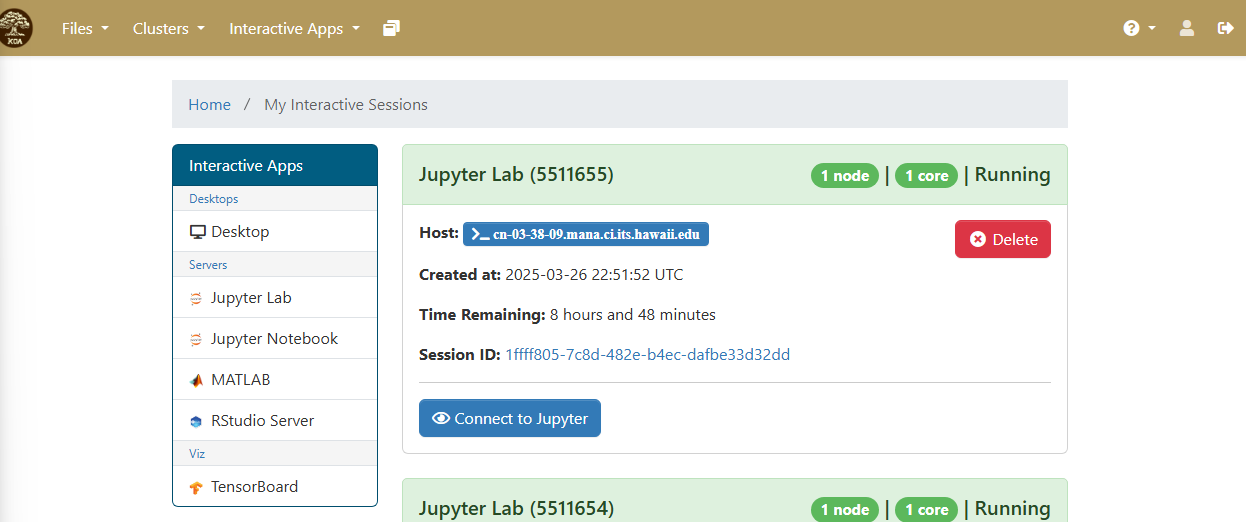 KOA
Files Clusters Interactive Apps
Home / My Interactive Sessions
Interactive Apps
Desktops
Desktop
Servers
Jupyter Lab
Jupyter Notebook
MATLAB
RStudio Server
Viz
TensorBoard
Jupyter Lab (5511655) 1 node | 1 core | Running
Host: cn-03-38-09.mana.ci.its.hawaii.edu
Delete
Created at: 2025-03-26 22:51:52 UTC
Time Remaining: 8 hours and 48 minutes
Session ID: 1ffff805-7c8d-482e-b4ec-dafbe33d32dd
Connect to Jupyter
Jupyter Lab (5511654) 1 node | 1 core | Running